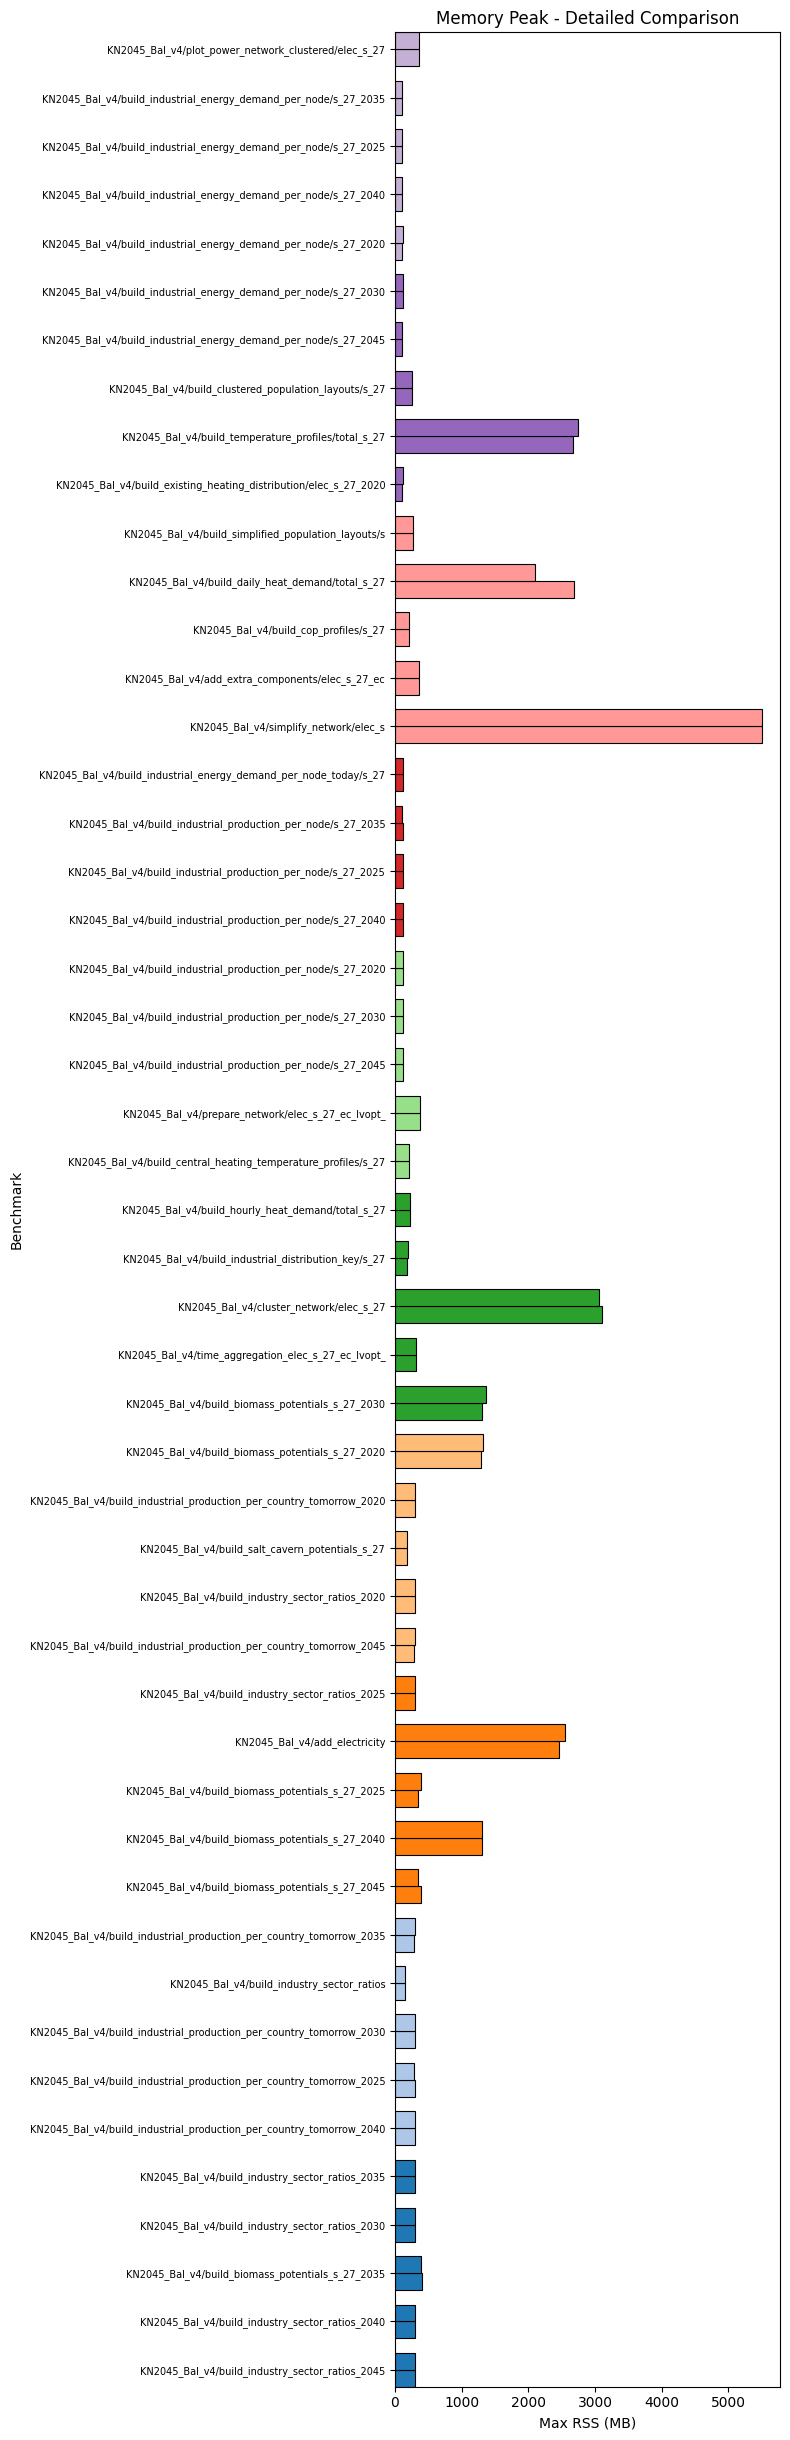 Memory Peak - Detailed Comparison
KN2045_Bal_v4/plot_power_network_clustered/elec_s_27
KN2045_Bal_v4/build_industrial_energy_demand_per_node/s_27_2035
KN2045_Bal_v4/build_industrial_energy_demand_per_node/s_27_2025
KN2045_Bal_v4/build_industrial_energy_demand_per_node/s_27_2040
KN2045_Bal_v4/build_industrial_energy_demand_per_node/s_27_2020
KN2045_Bal_v4/build_industrial_energy_demand_per_node/s_27_2030
KN2045_Bal_v4/build_industrial_energy_demand_per_node/s_27_2045
KN2045_Bal_v4/build_clustered_population_layouts/s_27
KN2045_Bal_v4/build_temperature_profiles/total_s_27
KN2045_Bal_v4/build_existing_heating_distribution/elec_s_27_2020
KN2045_Bal_v4/build_simplified_population_layouts/s
KN2045_Bal_v4/build_daily_heat_demand/total_s_27
KN2045_Bal_v4/build_cop_profiles/s_27
KN2045_Bal_v4/add_extra_components/elec_s_27_ec
KN2045_Bal_v4/simplify_network/elec_s
KN2045_Bal_v4/build_industrial_energy_demand_per_node_today/s_27
KN2045_Bal_v4/build_industrial_production_per_node/s_27_2035
KN2045_Bal_v4/build_industrial_production_per_node/s_27_2025
KN2045_Bal_v4/build_industrial_production_per_node/s_27_2040
KN2045_Bal_v4/build_industrial_production_per_node/s_27_2020
KN2045_Bal_v4/build_industrial_production_per_node/s_27_2030
KN2045_Bal_v4/build_industrial_production_per_node/s_27_2045
KN2045_Bal_v4/prepare_network/elec_s_27_ec_lvopt_
KN2045_Bal_v4/build_central_heating_temperature_profiles/s_27
KN2045_Bal_v4/build_hourly_heat_demand/total_s_27
KN2045_Bal_v4/build_industrial_distribution_key/s_27
KN2045_Bal_v4/cluster_network/elec_s_27
KN2045_Bal_v4/time_aggregation_elec_s_27_ec_lvopt_
KN2045_Bal_v4/build_biomass_potentials_s_27_2030
KN2045_Bal_v4/build_biomass_potentials_s_27_2020
KN2045_Bal_v4/build_industrial_production_per_country_tomorrow_2020
KN2045_Bal_v4/build_salt_cavern_potentials_s_27
KN2045_Bal_v4/build_industry_sector_ratios_2020
KN2045_Bal_v4/build_industrial_production_per_country_tomorrow_2045
KN2045_Bal_v4/build_industry_sector_ratios_2025
KN2045_Bal_v4/add_electricity
KN2045_Bal_v4/build_biomass_potentials_s_27_2025
KN2045_Bal_v4/build_biomass_potentials_s_27_2040
KN2045_Bal_v4/build_biomass_potentials_s_27_2045
KN2045_Bal_v4/build_industrial_production_per_country_tomorrow_2035
KN2045_Bal_v4/build_industry_sector_ratios
KN2045_Bal_v4/build_industrial_production_per_country_tomorrow_2030
KN2045_Bal_v4/build_industrial_production_per_country_tomorrow_2025
KN2045_Bal_v4/build_industrial_production_per_country_tomorrow_2040
KN2045_Bal_v4/build_industry_sector_ratios_2035
KN2045_Bal_v4/build_industry_sector_ratios_2030
KN2045_Bal_v4/build_biomass_potentials_s_27_2035
KN2045_Bal_v4/build_industry_sector_ratios_2040
KN2045_Bal_v4/build_industry_sector_ratios_2045
Benchmark
0 1000 2000 3000 4000 5000
Max RSS (MB)